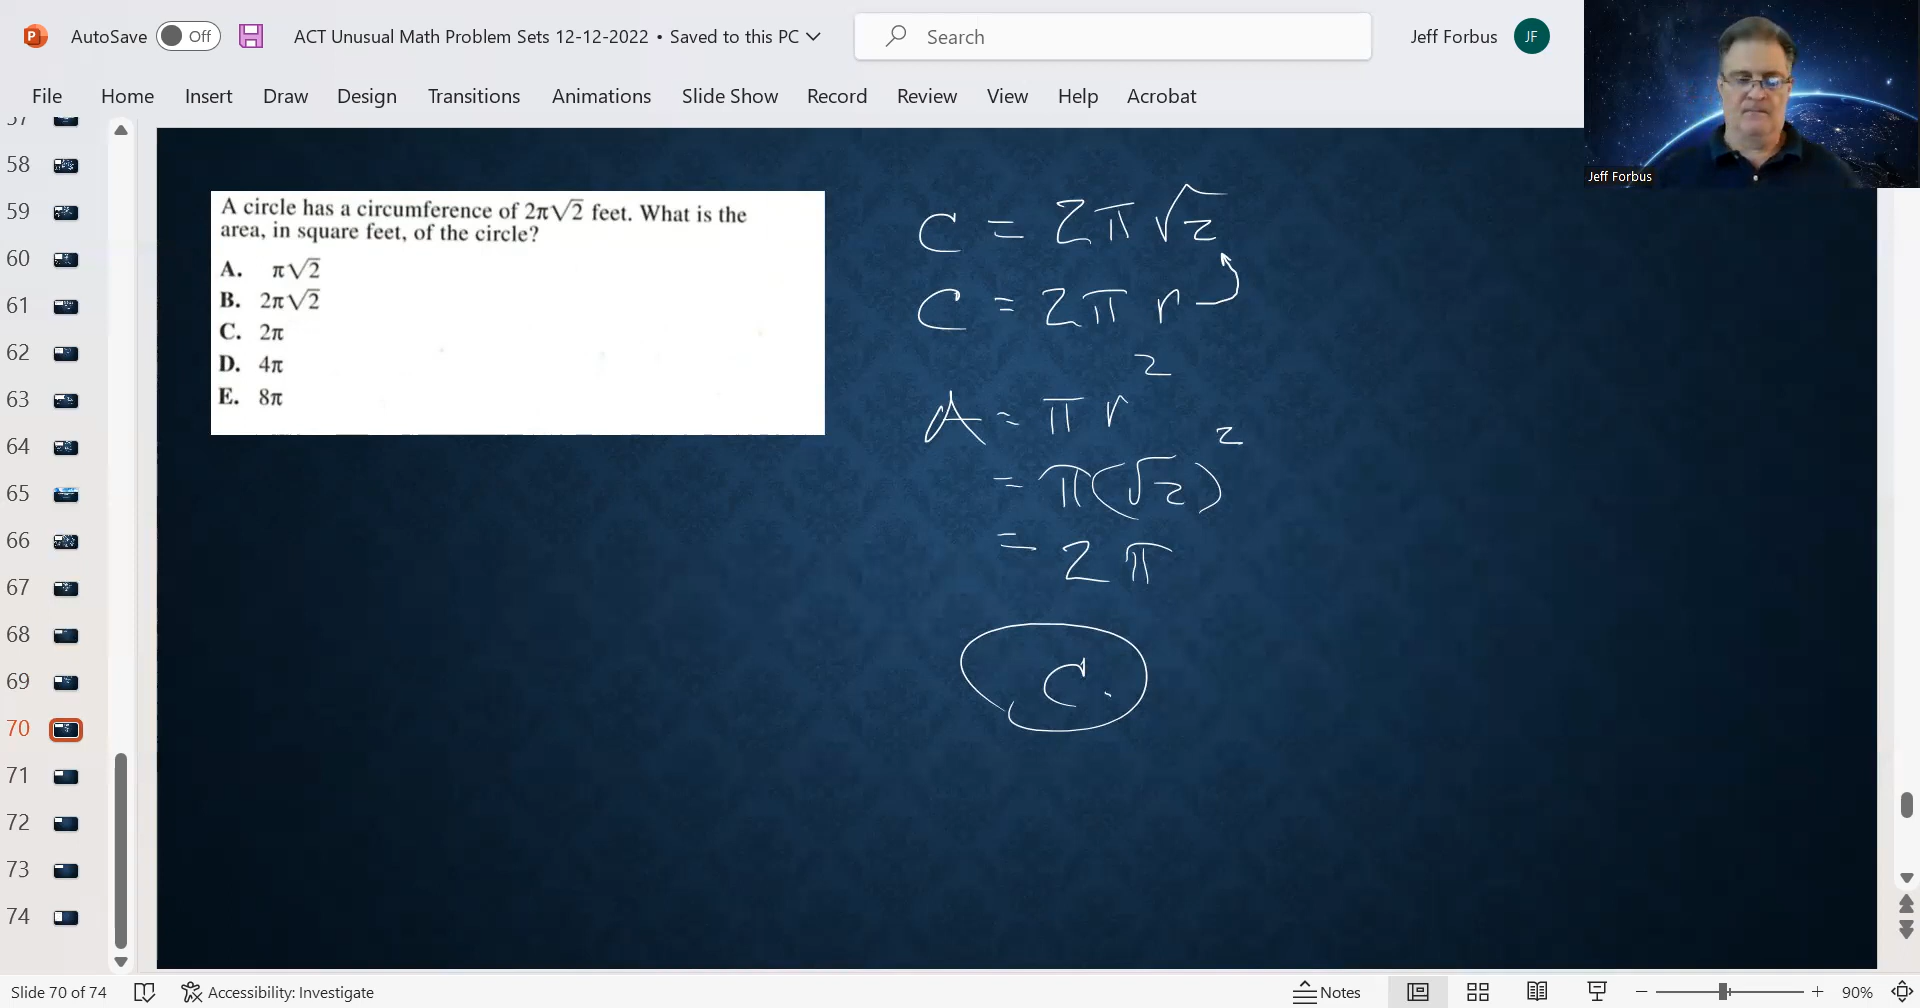 AutoSave Off ACT Unusual Math Problem Sets 12-12-2022 • Saved to this PC Search Jeff Forbus JF
File Home Insert Draw Design Transitions Animations Slide Show Record Review View Help Acrobat
Jeff Forbus
57
58
59
60
61
62
63
64
65
66
67
68
69
70
71
72
73
74
A circle has a circumference of 2π√2 feet. What is the
area, in square feet, of the circle?
A. π√2
B. 2π√2
C. 2π
D. 4π
E. 8π
C = 2π√2
C = 2πr
A = πr²
= π(√2)²
= 2π
C.
Slide 70 of 74 Accessibility: Investigate Notes 90%